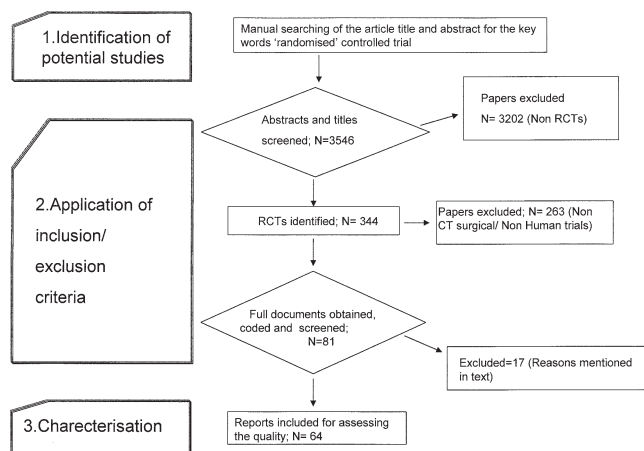 1.Identification of
potential studies
Manual searching of the article title and abstract for the key
words ‘randomised’ controlled trial
Abstracts and titles
screened; N=3546
Papers excluded
N= 3202 (Non RCTs)
2.Application of
inclusion/
exclusion
criteria
RCTs identified; N= 344
Papers excluded; N= 263 (Non
CT surgical/ Non Human trials)
Full documents obtained,
coded and screened;
N=81
Excluded=17 (Reasons mentioned
in text)
3.Charecterisation
Reports included for assessing
the quality; N= 64